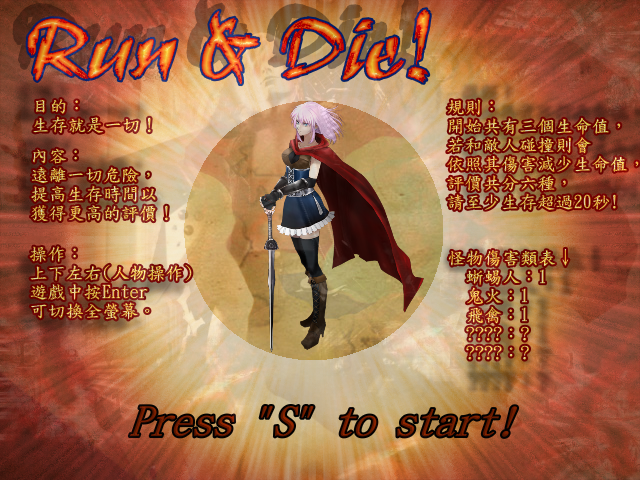 Run & Die!
目的：
生存就是一切！
內容：
遠離一切危險，
提高生存時間以
獲得更高的評價！
操作：
上下左右(人物操作)
遊戲中按Enter
可切換全螢幕。
規則：
開始共有三個生命值，
若和敵人碰撞則會
依照其傷害減少生命值，
評價共分六種，
請至少生存超過20秒!
怪物傷害類表↓
蜥蜴人：1
鬼火：1
飛禽：1
????：?
????：?
Press "S" to start!